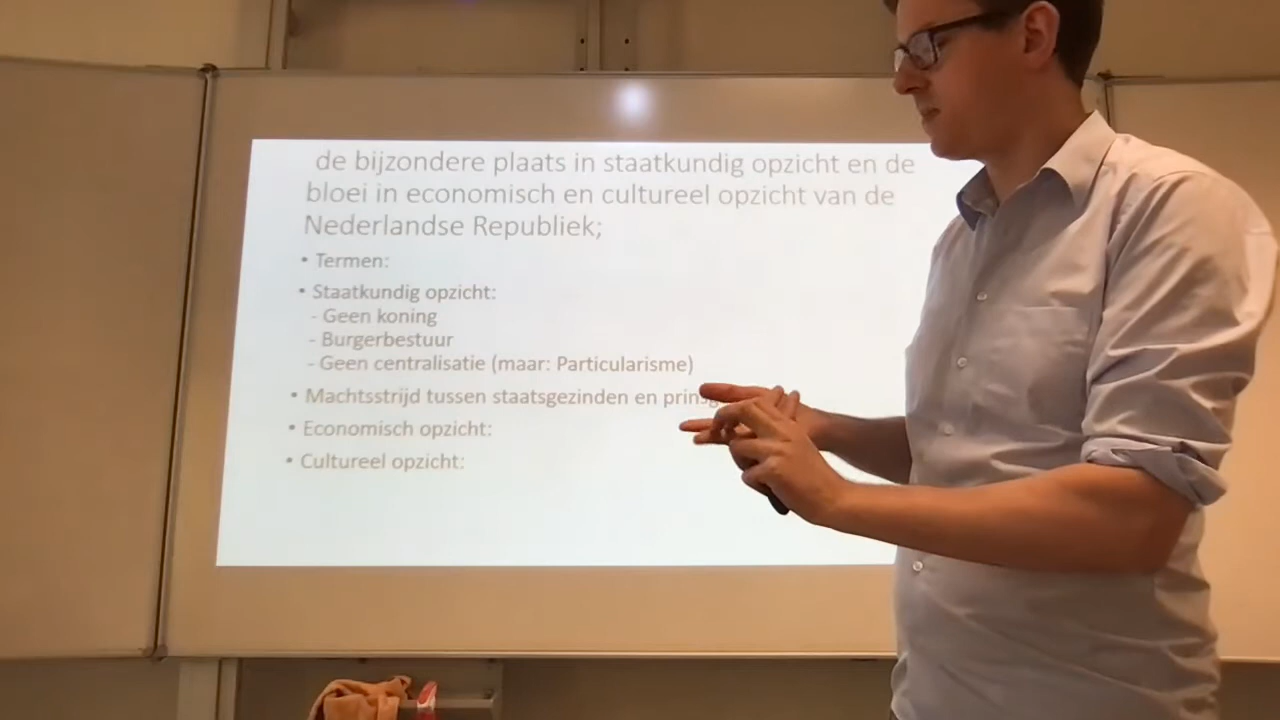 de bijzondere plaats in staatkundig opzicht en de
bloei in economisch en cultureel opzicht van de
Nederlandse Republiek;
• Termen:
• Staatkundig opzicht:
- Geen koning
- Burgerbestuur
- Geen centralisatie (maar: Particularisme)
• Machtsstrijd tussen staatsgezinden en
• Economisch opzicht:
• Cultureel opzicht: